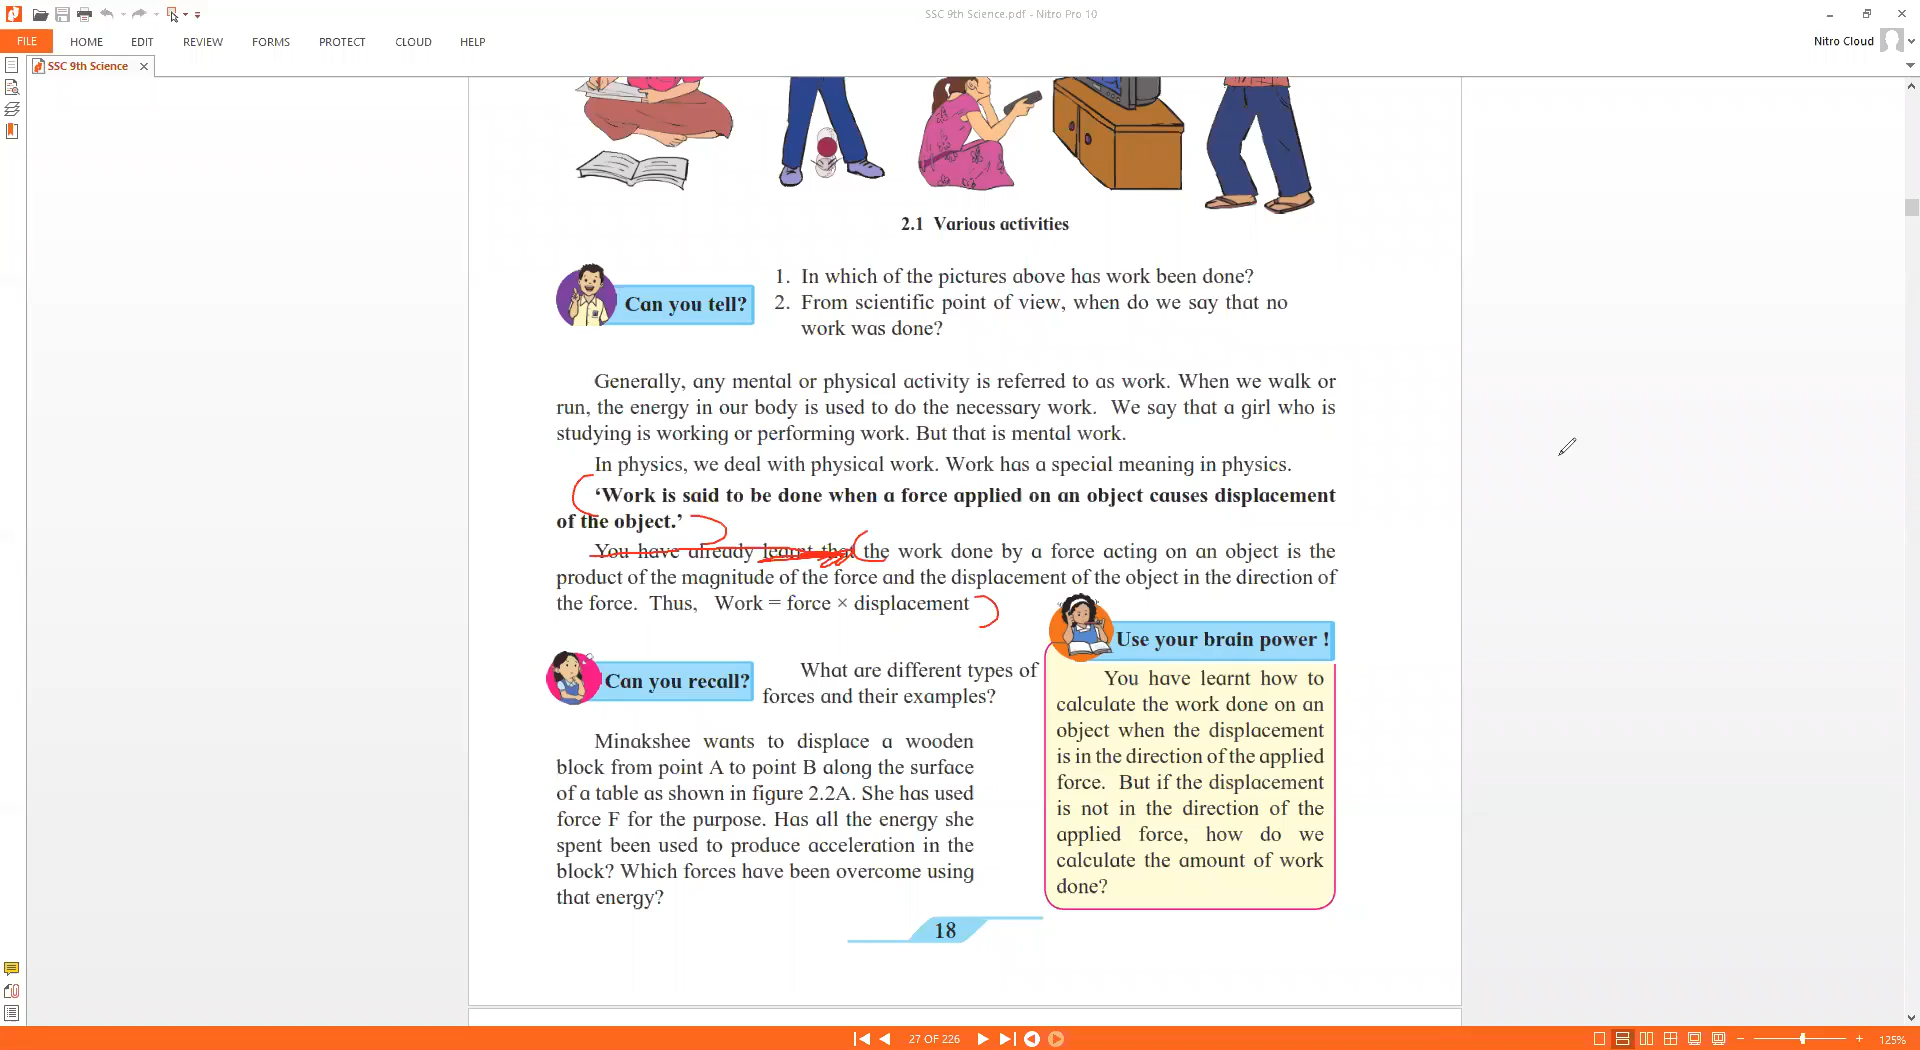 SSC 9th Science.pdf - Nitro Pro 10
FILE HOME EDIT REVIEW FORMS PROTECT CLOUD HELP
Nitro Cloud
SSC 9th Science
2.1 Various activities
Can you tell?
1. In which of the pictures above has work been done?
2. From scientific point of view, when do we say that no
work was done?
Generally, any mental or physical activity is referred to as work. When we walk or
run, the energy in our body is used to do the necessary work. We say that a girl who is
studying is working or performing work. But that is mental work.
In physics, we deal with physical work. Work has a special meaning in physics.
‘Work is said to be done when a force applied on an object causes displacement
of the object.’
You have already learnt that the work done by a force acting on an object is the
product of the magnitude of the force and the displacement of the object in the direction of
the force. Thus, Work = force × displacement
Can you recall?
What are different types of
forces and their examples?
Minakshee wants to displace a wooden
block from point A to point B along the surface
of a table as shown in figure 2.2A. She has used
force F for the purpose. Has all the energy she
spent been used to produce acceleration in the
block? Which forces have been overcome using
that energy?
Use your brain power !
You have learnt how to
calculate the work done on an
object when the displacement
is in the direction of the applied
force. But if the displacement
is not in the direction of the
applied force, how do we
calculate the amount of work
done?
18
27 OF 226
125%